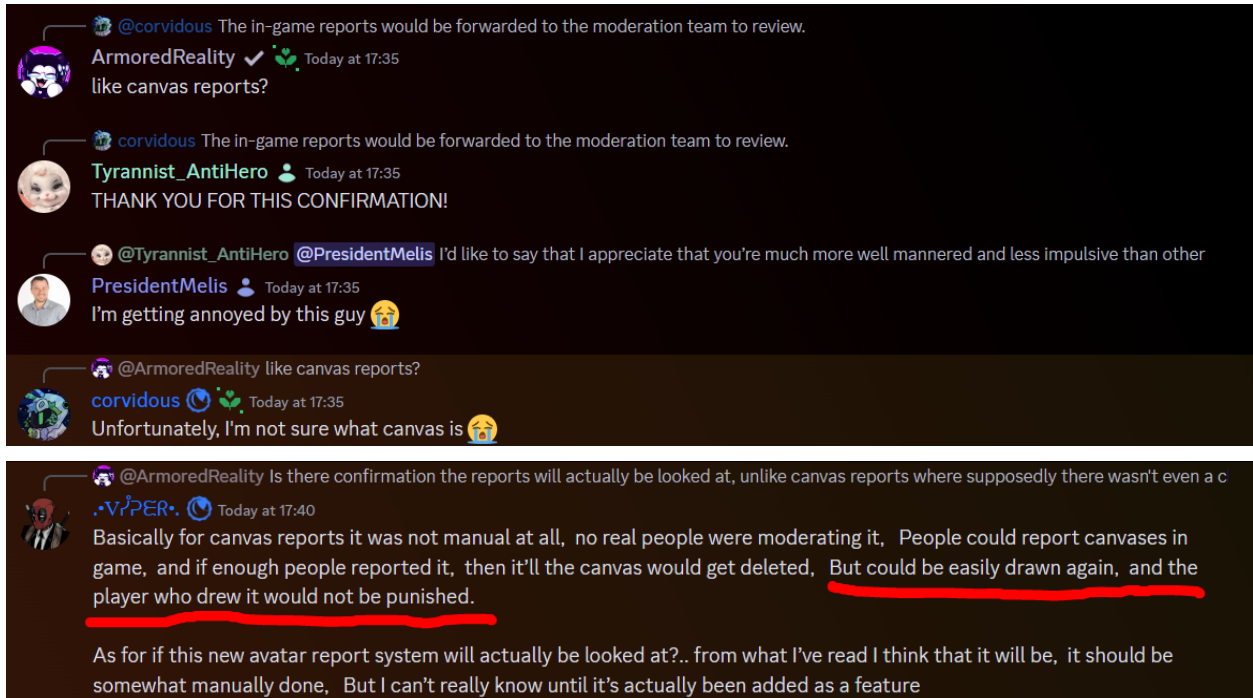 @corvidous The in-game reports would be forwarded to the moderation team to review.
ArmoredReality Today at 17:35
like canvas reports?
corvidous The in-game reports would be forwarded to the moderation team to review.
Tyrannist_AntiHero Today at 17:35
THANK YOU FOR THIS CONFIRMATION!
@Tyrannist_AntiHero @PresidentMelis I'd like to say that I appreciate that you're much more well mannered and less impulsive than other
PresidentMelis Today at 17:35
I'm getting annoyed by this guy 😭
@ArmoredReality like canvas reports?
corvidous Today at 17:35
Unfortunately, I'm not sure what canvas is 😭
@ArmoredReality Is there confirmation the reports will actually be looked at, unlike canvas reports where supposedly there wasn't even a c
Today at 17:40
Basically for canvas reports it was not manual at all, no real people were moderating it, People could report canvases in
game, and if enough people reported it, then it'll the canvas would get deleted, But could be easily drawn again, and the
player who drew it would not be punished.
As for if this new avatar report system will actually be looked at?.. from what I've read I think that it will be, it should be
somewhat manually done, But I can't really know until it's actually been added as a feature